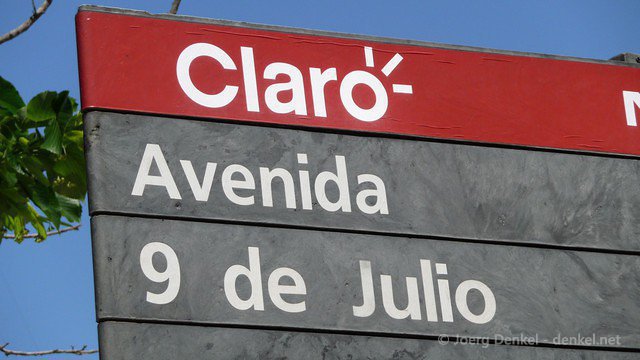 Claro
Avenida
9 de Julio
© Joerg Denkel - denkel.net